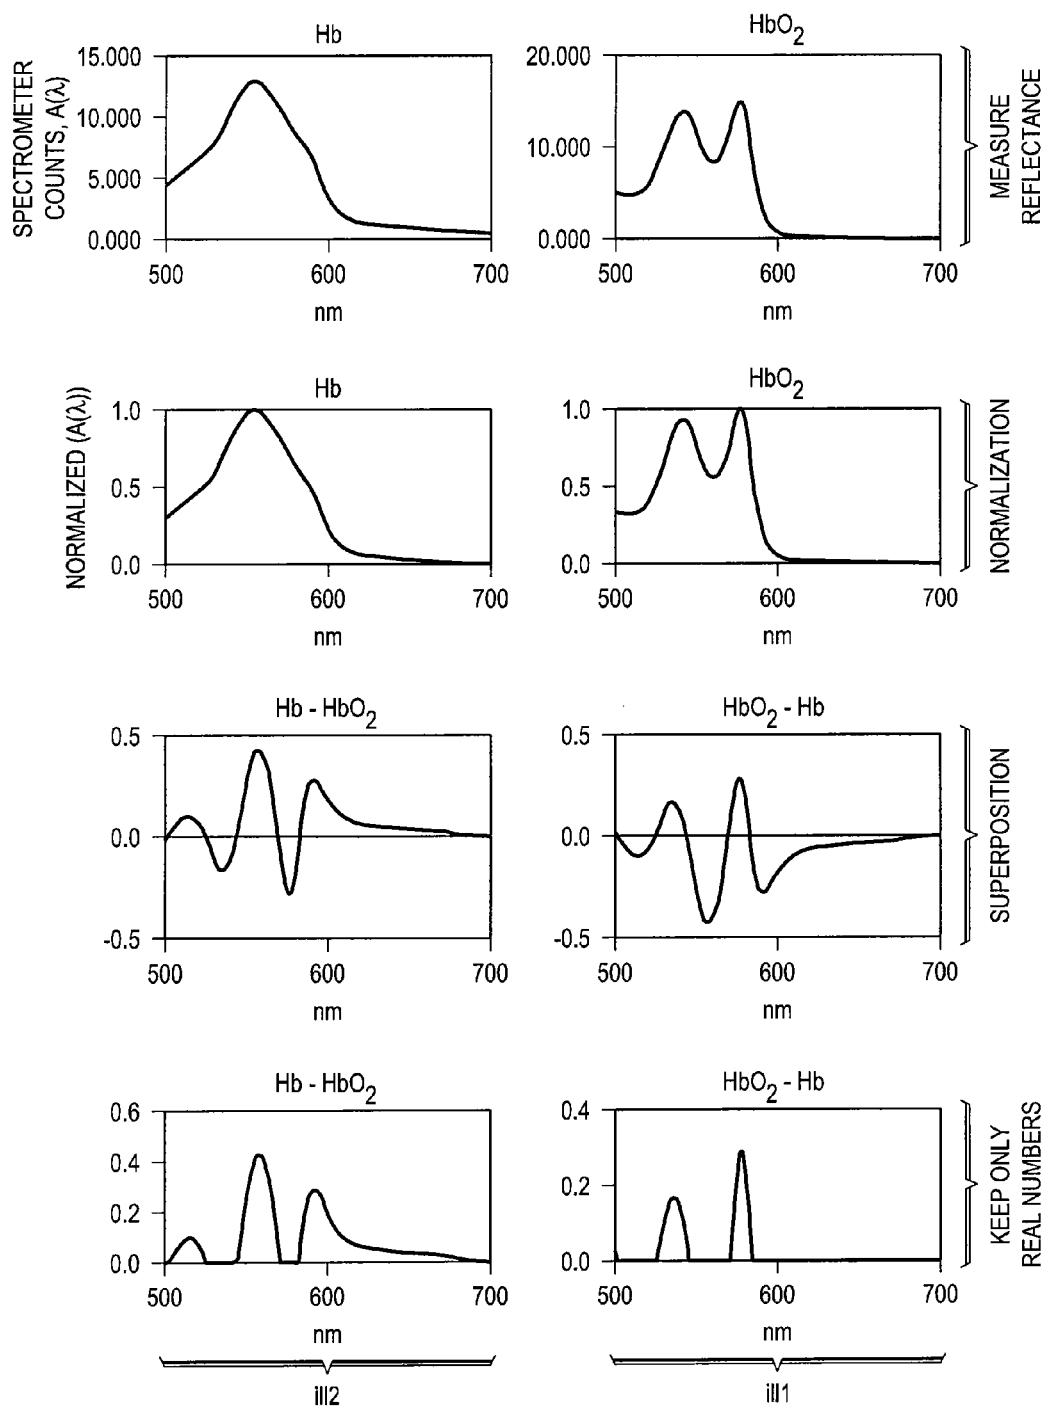 Hb
HbO2
SPECTROMETER
COUNTS, A(λ)
15.000
10.000
5.000
0.000
500 600 700
nm
20.000
10.000
0.000
500 600 700
nm
MEASURE
REFLECTANCE
Hb
HbO2
NORMALIZED (A(λ))
1.0
0.5
0.0
500 600 700
nm
1.0
0.5
0.0
500 600 700
nm
NORMALIZATION
Hb - HbO2
HbO2 - Hb
0.5
0.0
-0.5
500 600 700
nm
0.5
0.0
-0.5
500 600 700
nm
SUPERPOSITION
Hb - HbO2
HbO2 - Hb
0.6
0.4
0.2
0.0
500 600 700
nm
0.4
0.2
0.0
500 600 700
nm
KEEP ONLY
REAL NUMBERS
ill2
ill1